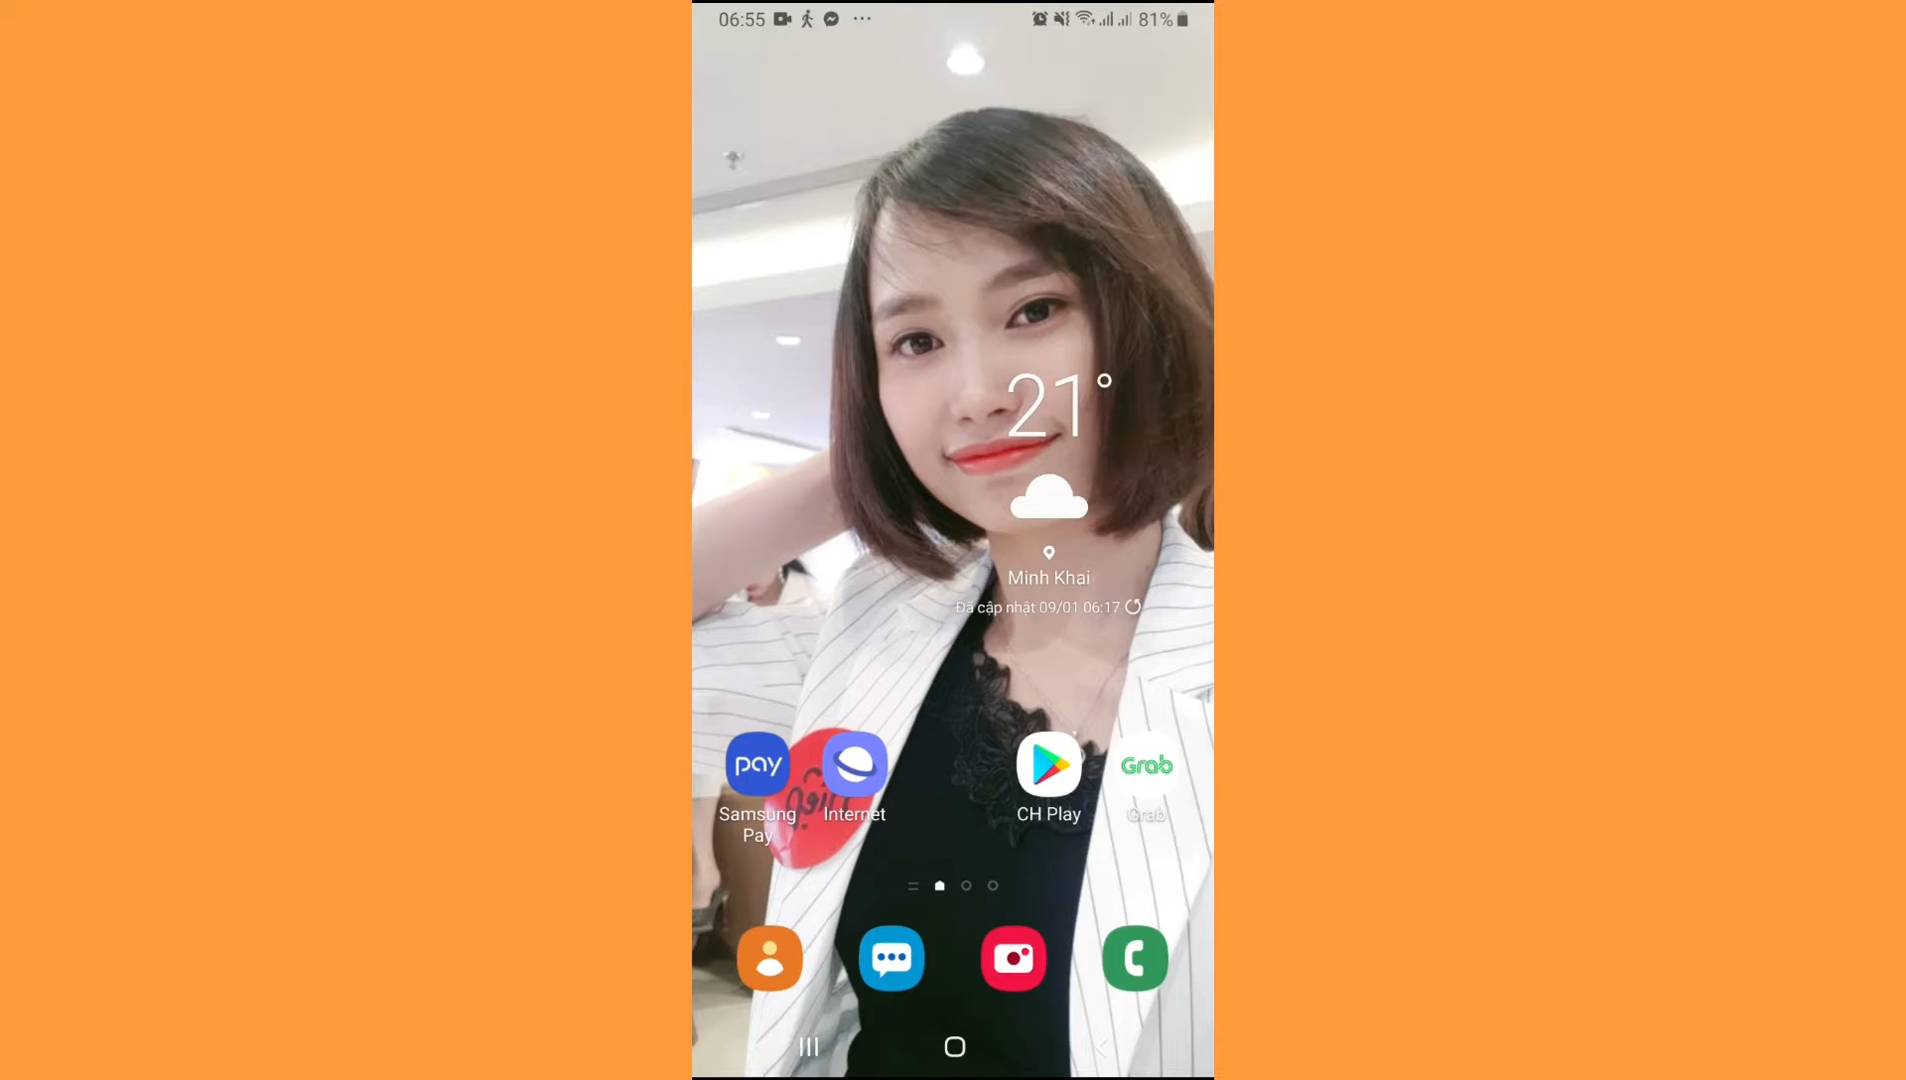 06:55
81%
21°
Minh Khai
Đã cập nhật 09/01 06:17
pay
Grab
Samsung Pay
Internet
CH Play
Grab